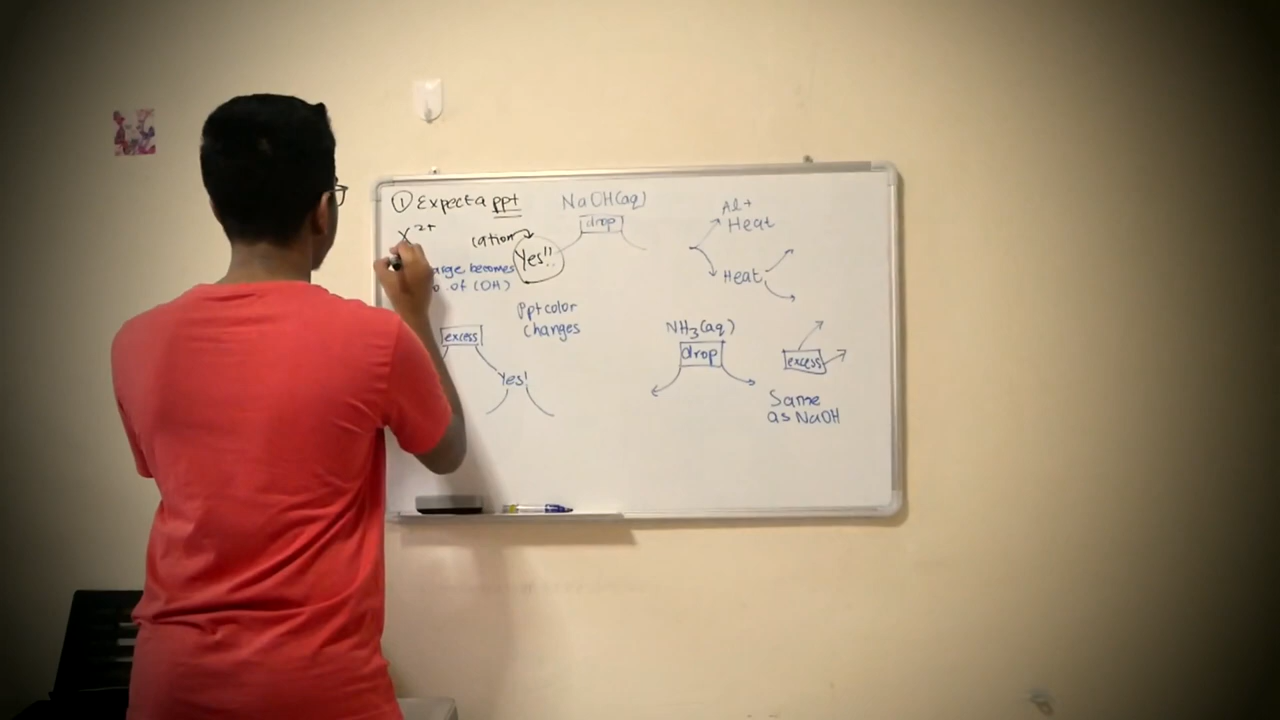 ① Expect a ppt
X²⁺
cation
Yes!!
arge becomes
o. of (OH)
Ppt color
changes
excess
Yes!
NaOH(aq)
drop
Al+
Heat
Heat
NH₃(aq)
drop
excess
Same
as NaOH